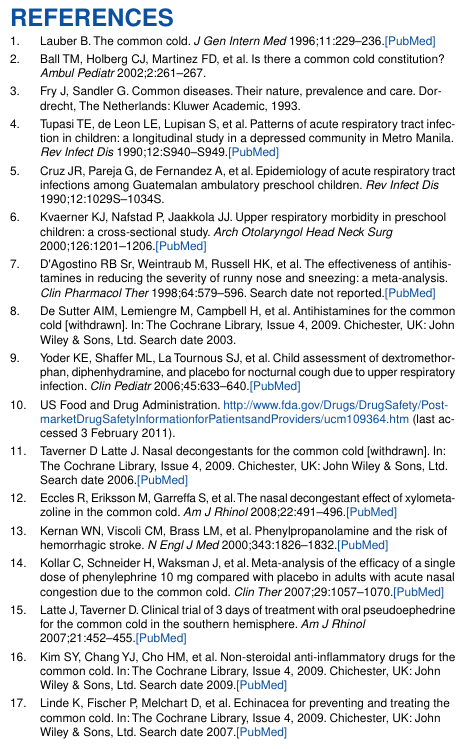 REFERENCES
1. Lauber B. The common cold. J Gen Intern Med 1996;11:229–236.[PubMed]
2. Ball TM, Holberg CJ, Martinez FD, et al. Is there a common cold constitution?
Ambul Pediatr 2002;2:261–267.
3. Fry J, Sandler G. Common diseases. Their nature, prevalence and care. Dor-
drecht, The Netherlands: Kluwer Academic, 1993.
4. Tupasi TE, de Leon LE, Lupisan S, et al. Patterns of acute respiratory tract infec-
tion in children: a longitudinal study in a depressed community in Metro Manila.
Rev Infect Dis 1990;12:S940–S949.[PubMed]
5. Cruz JR, Pareja G, de Fernandez A, et al. Epidemiology of acute respiratory tract
infections among Guatemalan ambulatory preschool children. Rev Infect Dis
1990;12:1029S–1034S.
6. Kvaerner KJ, Nafstad P, Jaakkola JJ. Upper respiratory morbidity in preschool
children: a cross-sectional study. Arch Otolaryngol Head Neck Surg
2000;126:1201–1206.[PubMed]
7. D'Agostino RB Sr, Weintraub M, Russell HK, et al. The effectiveness of antihis-
tamines in reducing the severity of runny nose and sneezing: a meta-analysis.
Clin Pharmacol Ther 1998;64:579–596. Search date not reported.[PubMed]
8. De Sutter AIM, Lemiengre M, Campbell H, et al. Antihistamines for the common
cold [withdrawn]. In: The Cochrane Library, Issue 4, 2009. Chichester, UK: John
Wiley & Sons, Ltd. Search date 2003.
9. Yoder KE, Shaffer ML, La Tournous SJ, et al. Child assessment of dextromethor-
phan, diphenhydramine, and placebo for nocturnal cough due to upper respiratory
infection. Clin Pediatr 2006;45:633–640.[PubMed]
10. US Food and Drug Administration. http://www.fda.gov/Drugs/DrugSafety/Post-
marketDrugSafetyInformationforPatientsandProviders/ucm109364.htm (last ac-
cessed 3 February 2011).
11. Taverner D Latte J. Nasal decongestants for the common cold [withdrawn]. In:
The Cochrane Library, Issue 4, 2009. Chichester, UK: John Wiley & Sons, Ltd.
Search date 2006.[PubMed]
12. Eccles R, Eriksson M, Garreffa S, et al. The nasal decongestant effect of xylometa-
zoline in the common cold. Am J Rhinol 2008;22:491–496.[PubMed]
13. Kernan WN, Viscoli CM, Brass LM, et al. Phenylpropanolamine and the risk of
hemorrhagic stroke. N Engl J Med 2000;343:1826–1832.[PubMed]
14. Kollar C, Schneider H, Waksman J, et al. Meta-analysis of the efficacy of a single
dose of phenylephrine 10 mg compared with placebo in adults with acute nasal
congestion due to the common cold. Clin Ther 2007;29:1057–1070.[PubMed]
15. Latte J, Taverner D. Clinical trial of 3 days of treatment with oral pseudoephedrine
for the common cold in the southern hemisphere. Am J Rhinol
2007;21:452–455.[PubMed]
16. Kim SY, Chang YJ, Cho HM, et al. Non-steroidal anti-inflammatory drugs for the
common cold. In: The Cochrane Library, Issue 4, 2009. Chichester, UK: John
Wiley & Sons, Ltd. Search date 2009.[PubMed]
17. Linde K, Fischer P, Melchart D, et al. Echinacea for preventing and treating the
common cold. In: The Cochrane Library, Issue 4, 2009. Chichester, UK: John
Wiley & Sons, Ltd. Search date 2007.[PubMed]